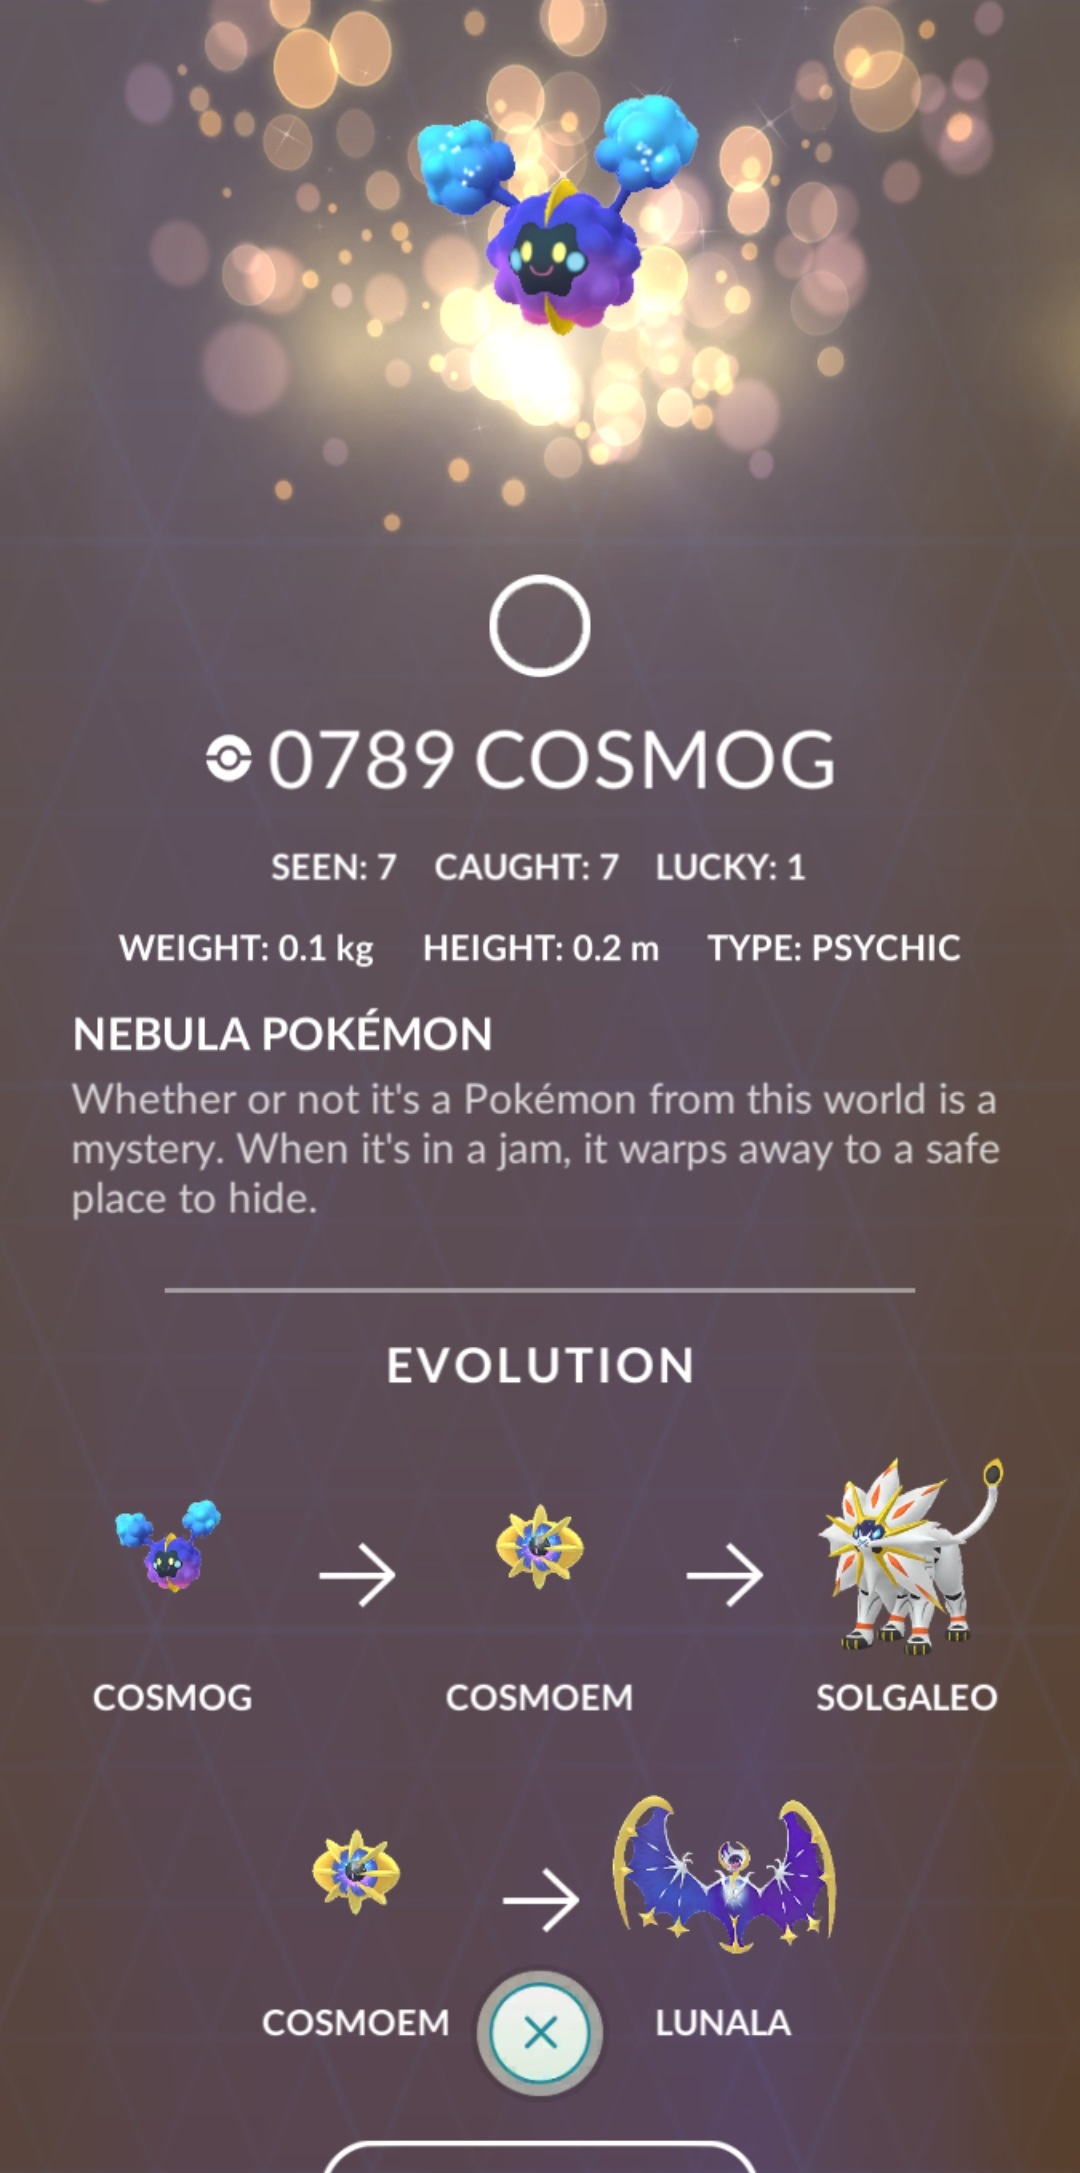 0789 COSMOG
SEEN: 7 CAUGHT: 7 LUCKY: 1
WEIGHT: 0.1 kg HEIGHT: 0.2 m TYPE: PSYCHIC
NEBULA POKÉMON
Whether or not it's a Pokémon from this world is a
mystery. When it's in a jam, it warps away to a safe
place to hide.
EVOLUTION
COSMOG COSMOEM SOLGALEO
COSMOEM LUNALA